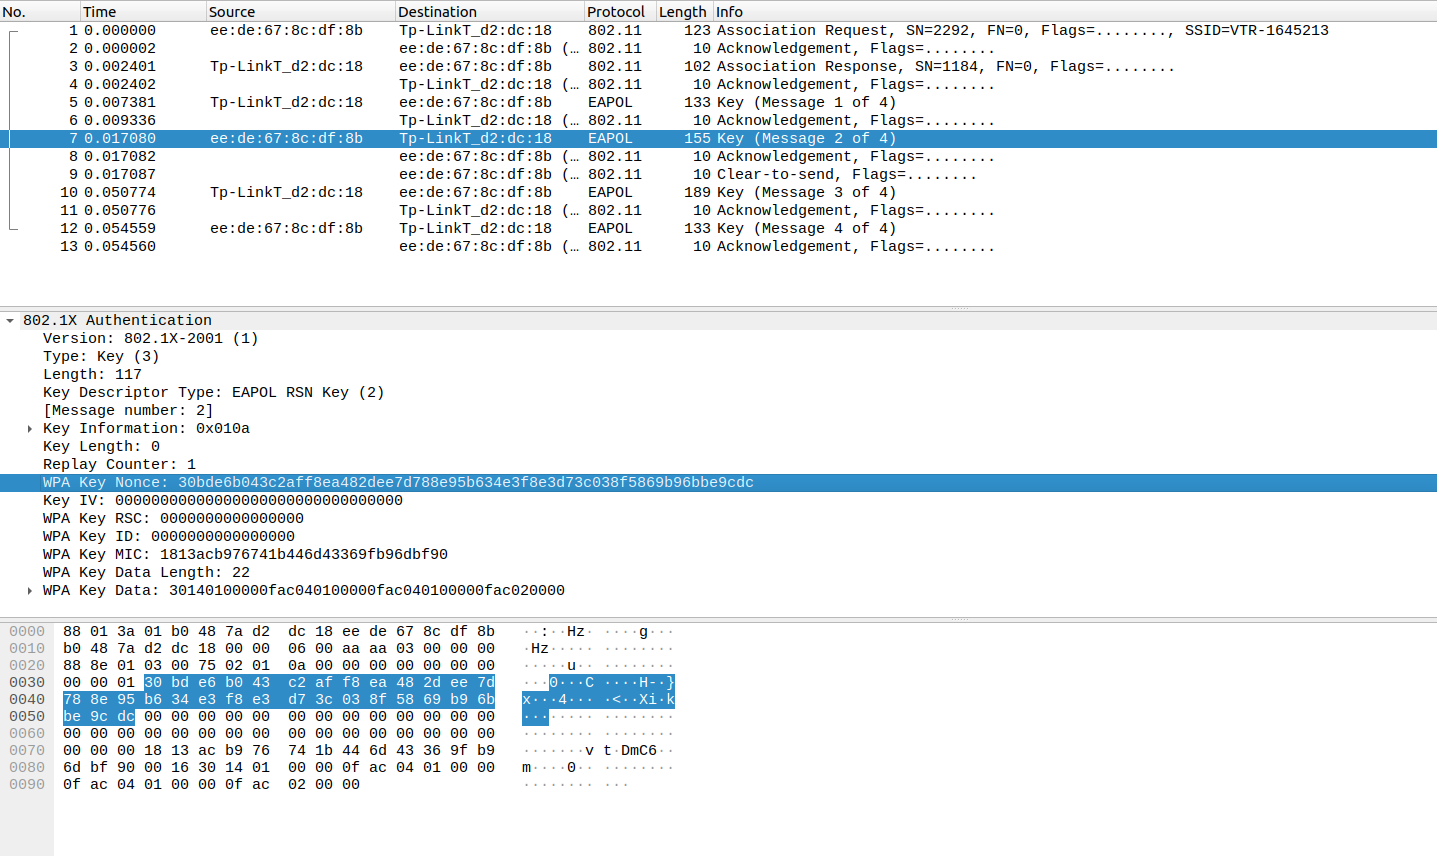 No. Time Source Destination Protocol Length Info
1 0.000000 ee:de:67:8c:df:8b Tp-LinkT_d2:dc:18 802.11 123 Association Request, SN=2292, FN=0, Flags=........, SSID=VTR-1645213
2 0.000002 ee:de:67:8c:df:8b (… 802.11 10 Acknowledgement, Flags=........
3 0.002401 Tp-LinkT_d2:dc:18 ee:de:67:8c:df:8b 802.11 102 Association Response, SN=1184, FN=0, Flags=........
4 0.002402 Tp-LinkT_d2:dc:18 (… 802.11 10 Acknowledgement, Flags=........
5 0.007381 Tp-LinkT_d2:dc:18 ee:de:67:8c:df:8b EAPOL 133 Key (Message 1 of 4)
6 0.009336 Tp-LinkT_d2:dc:18 (… 802.11 10 Acknowledgement, Flags=........
7 0.017080 ee:de:67:8c:df:8b Tp-LinkT_d2:dc:18 EAPOL 155 Key (Message 2 of 4)
8 0.017082 ee:de:67:8c:df:8b (… 802.11 10 Acknowledgement, Flags=........
9 0.017087 ee:de:67:8c:df:8b (… 802.11 10 Clear-to-send, Flags=........
10 0.050774 Tp-LinkT_d2:dc:18 ee:de:67:8c:df:8b EAPOL 189 Key (Message 3 of 4)
11 0.050776 Tp-LinkT_d2:dc:18 (… 802.11 10 Acknowledgement, Flags=........
12 0.054559 ee:de:67:8c:df:8b Tp-LinkT_d2:dc:18 EAPOL 133 Key (Message 4 of 4)
13 0.054560 ee:de:67:8c:df:8b (… 802.11 10 Acknowledgement, Flags=........
802.1X Authentication
Version: 802.1X-2001 (1)
Type: Key (3)
Length: 117
Key Descriptor Type: EAPOL RSN Key (2)
[Message number: 2]
Key Information: 0x010a
Key Length: 0
Replay Counter: 1
WPA Key Nonce: 30bde6b043c2aff8ea482dee7d788e95b634e3f8e3d73c038f5869b96bbe9cdc
Key IV: 00000000000000000000000000000000
WPA Key RSC: 0000000000000000
WPA Key ID: 0000000000000000
WPA Key MIC: 1813acb976741b446d43369fb96dbf90
WPA Key Data Length: 22
WPA Key Data: 30140100000fac040100000fac040100000fac020000
0000 88 01 3a 01 b0 48 7a d2 dc 18 ee de 67 8c df 8b ··:··Hz· ····g···
0010 b0 48 7a d2 dc 18 00 00 06 00 aa aa 03 00 00 00 ·Hz····· ········
0020 88 8e 01 03 00 75 02 01 0a 00 00 00 00 00 00 00 ·····u·· ········
0030 00 00 01 30 bd e6 b0 43 c2 af f8 ea 48 2d ee 7d ···0···C ····H-·}
0040 78 8e 95 b6 34 e3 f8 e3 d7 3c 03 8f 58 69 b9 6b x···4··· ·<··Xi·k
0050 be 9c dc 00 00 00 00 00 00 00 00 00 00 00 00 00 ········ ········
0060 00 00 00 00 00 00 00 00 00 00 00 00 00 00 00 00 ········ ········
0070 00 00 00 18 13 ac b9 76 74 1b 44 6d 43 36 9f b9 ·······v t·DmC6··
0080 6d bf 90 00 16 30 14 01 00 00 0f ac 04 01 00 00 m····0·· ········
0090 0f ac 04 01 00 00 0f ac 02 00 00 ········ ···